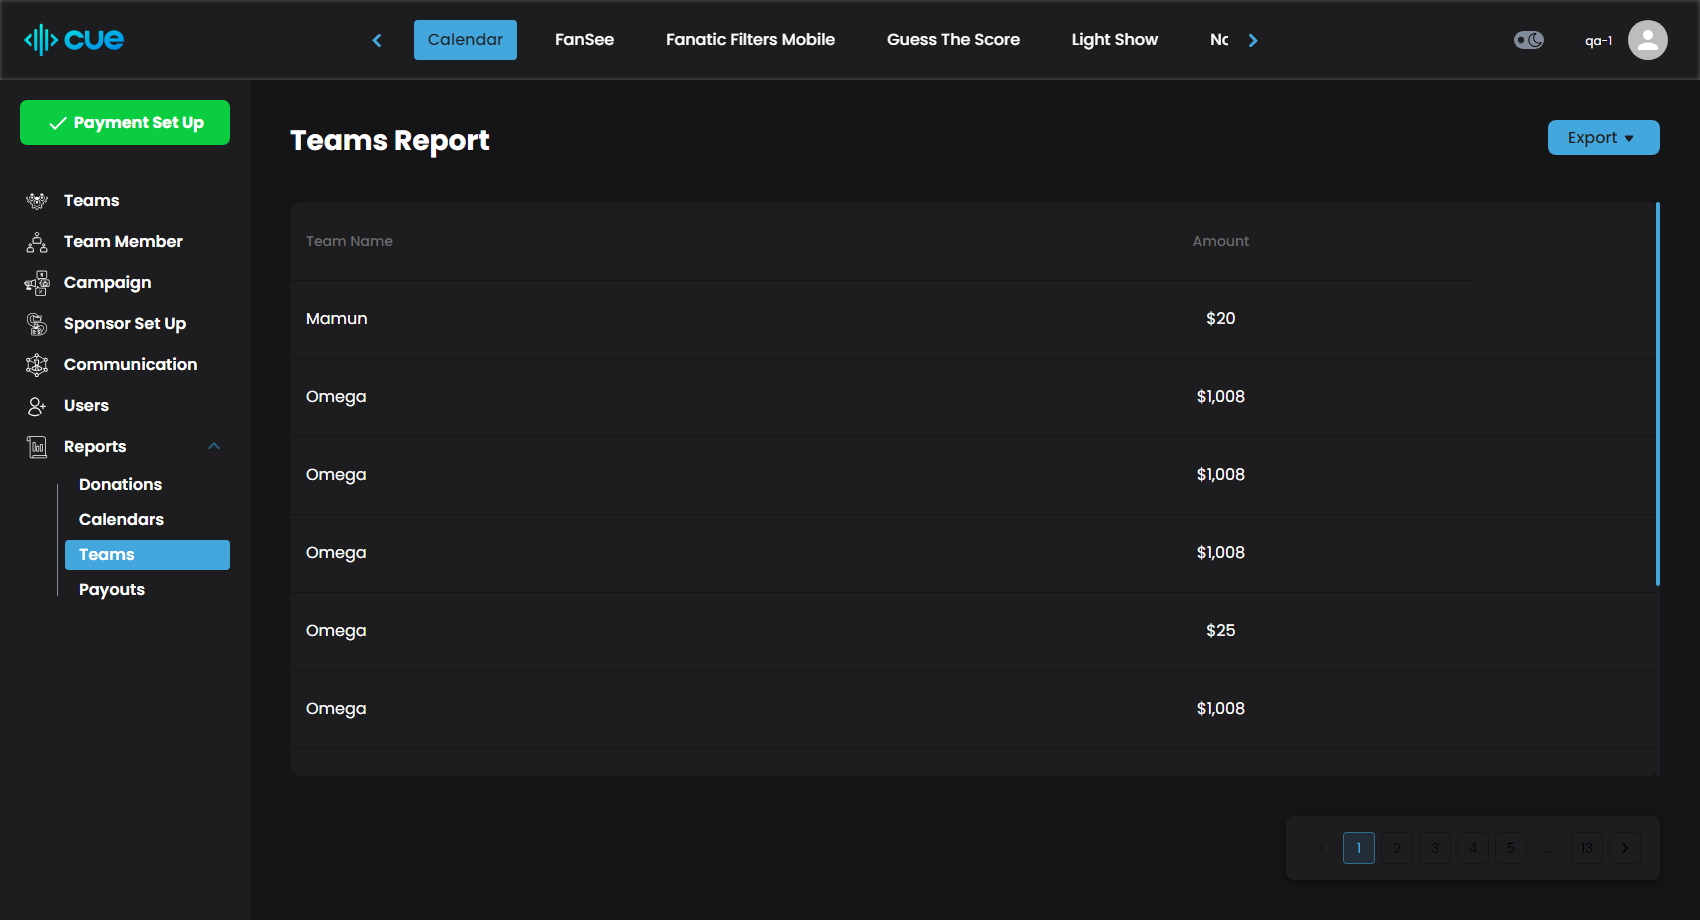 cue
Calendar
FanSee
Fanatic Filters Mobile
Guess The Score
Light Show
qa-1
Payment Set Up
Teams
Team Member
Campaign
Sponsor Set Up
Communication
Users
Reports
Donations
Calendars
Teams
Payouts
Teams Report
Export
Team Name Amount
Mamun $20
Omega $1,008
Omega $1,008
Omega $1,008
Omega $25
Omega $1,008
1 2 3 4 5 ... 13